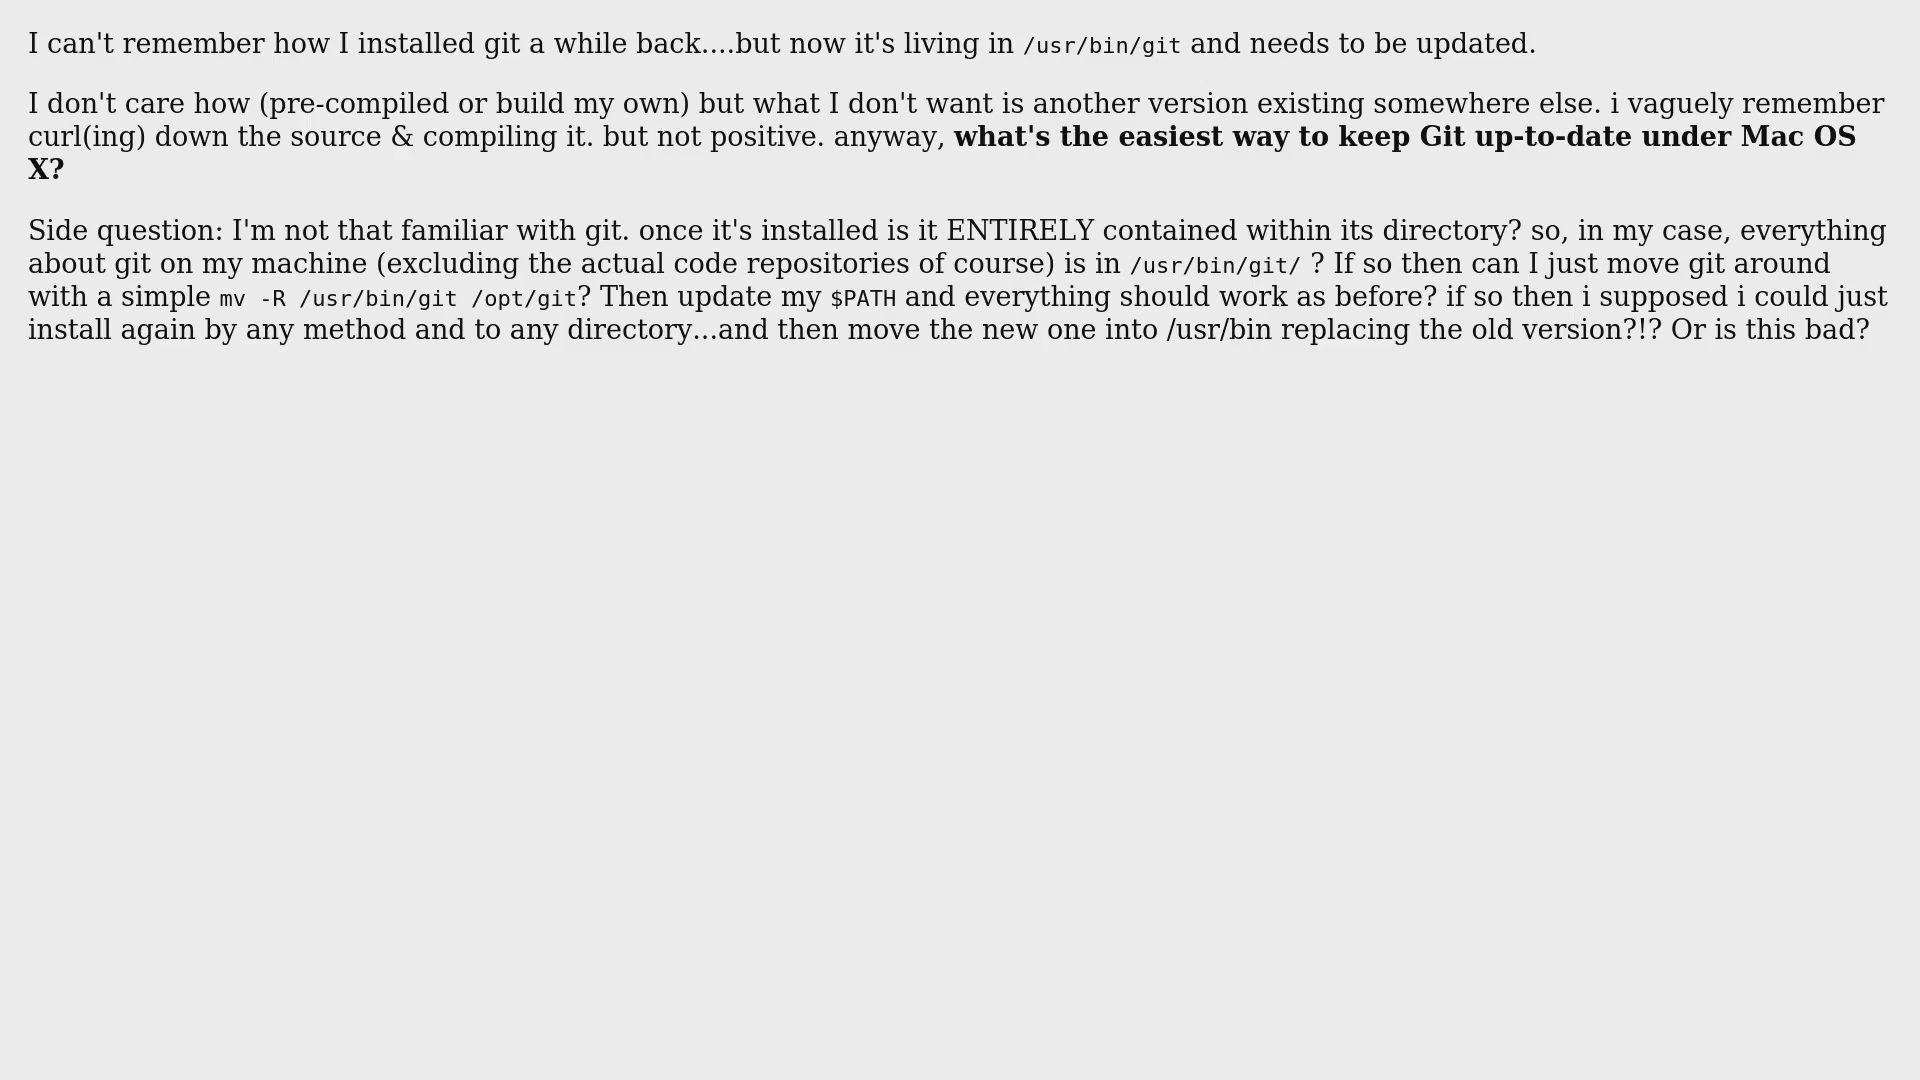 I can't remember how I installed git a while back....but now it's living in /usr/bin/git and needs to be updated.
I don't care how (pre-compiled or build my own) but what I don't want is another version existing somewhere else. i vaguely remember
curl(ing) down the source & compiling it. but not positive. anyway, what's the easiest way to keep Git up-to-date under Mac OS
X?
Side question: I'm not that familiar with git. once it's installed is it ENTIRELY contained within its directory? so, in my case, everything
about git on my machine (excluding the actual code repositories of course) is in /usr/bin/git/ ? If so then can I just move git around
with a simple mv -R /usr/bin/git /opt/git? Then update my $PATH and everything should work as before? if so then i supposed i could just
install again by any method and to any directory...and then move the new one into /usr/bin replacing the old version?!? Or is this bad?